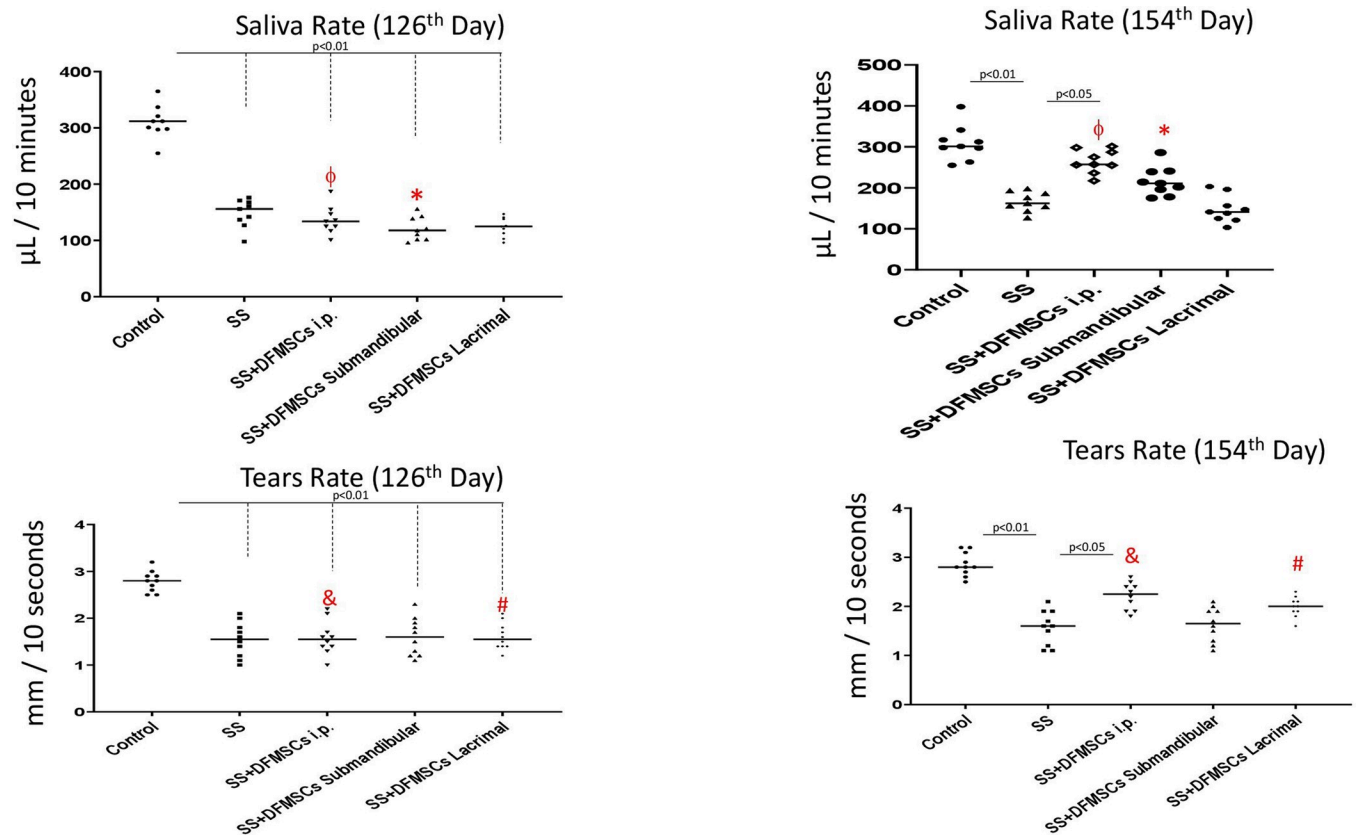 Saliva Rate (126th Day)
p<0.01
μL / 10 minutes
400
300
200
100
0
ϕ
*
Control
SS
SS+DFMSCs i.p.
SS+DFMSCs Submandibular
SS+DFMSCs Lacrimal
Saliva Rate (154th Day)
p<0.01
p<0.05
μL / 10 minutes
500
400
300
200
100
0
ϕ
*
Control
SS
SS+DFMSCs i.p.
SS+DFMSCs Submandibular
SS+DFMSCs Lacrimal
Tears Rate (126th Day)
p<0.01
mm / 10 seconds
4
3
2
1
0
&
#
Control
SS
SS+DFMSCs i.p.
SS+DFMSCs Submandibular
SS+DFMSCs Lacrimal
Tears Rate (154th Day)
p<0.01
p<0.05
mm / 10 seconds
4
3
2
1
0
&
#
Control
SS
SS+DFMSCs i.p.
SS+DFMSCs Submandibular
SS+DFMSCs Lacrimal